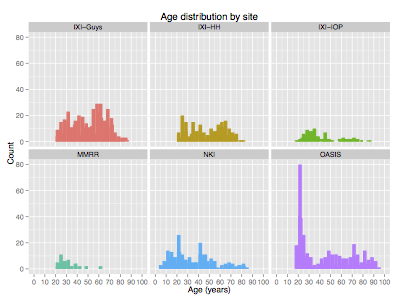 Age distribution by site
IXI−Guys IXI−HH IXI−IOP
80
60
40
20
0
Count
MMRR NKI OASIS
80
60
40
20
0
0 10 20 30 40 50 60 70 80 90 100 0 10 20 30 40 50 60 70 80 90 100 0 10 20 30 40 50 60 70 80 90 100
Age (years)